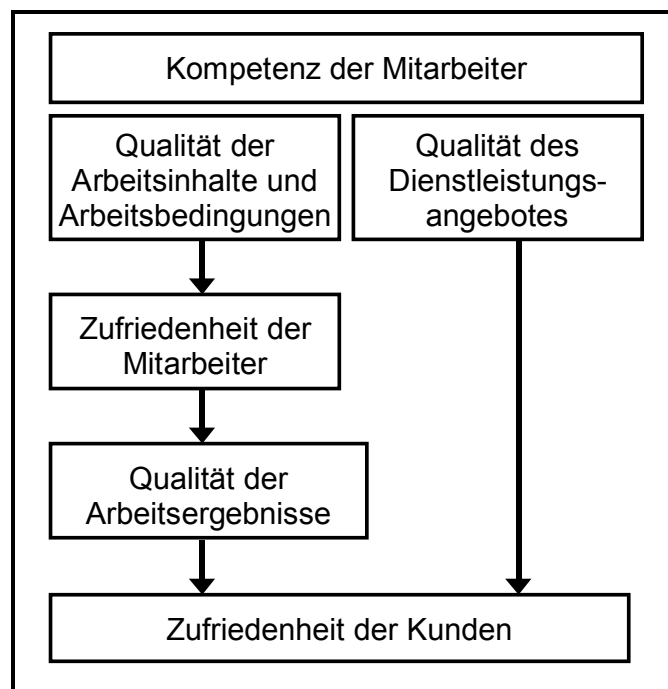 Kompetenz der Mitarbeiter
Qualität der
Arbeitsinhalte und
Arbeitsbedingungen
Qualität des
Dienstleistungs-
angebotes
Zufriedenheit der
Mitarbeiter
Qualität der
Arbeitsergebnisse
Zufriedenheit der Kunden